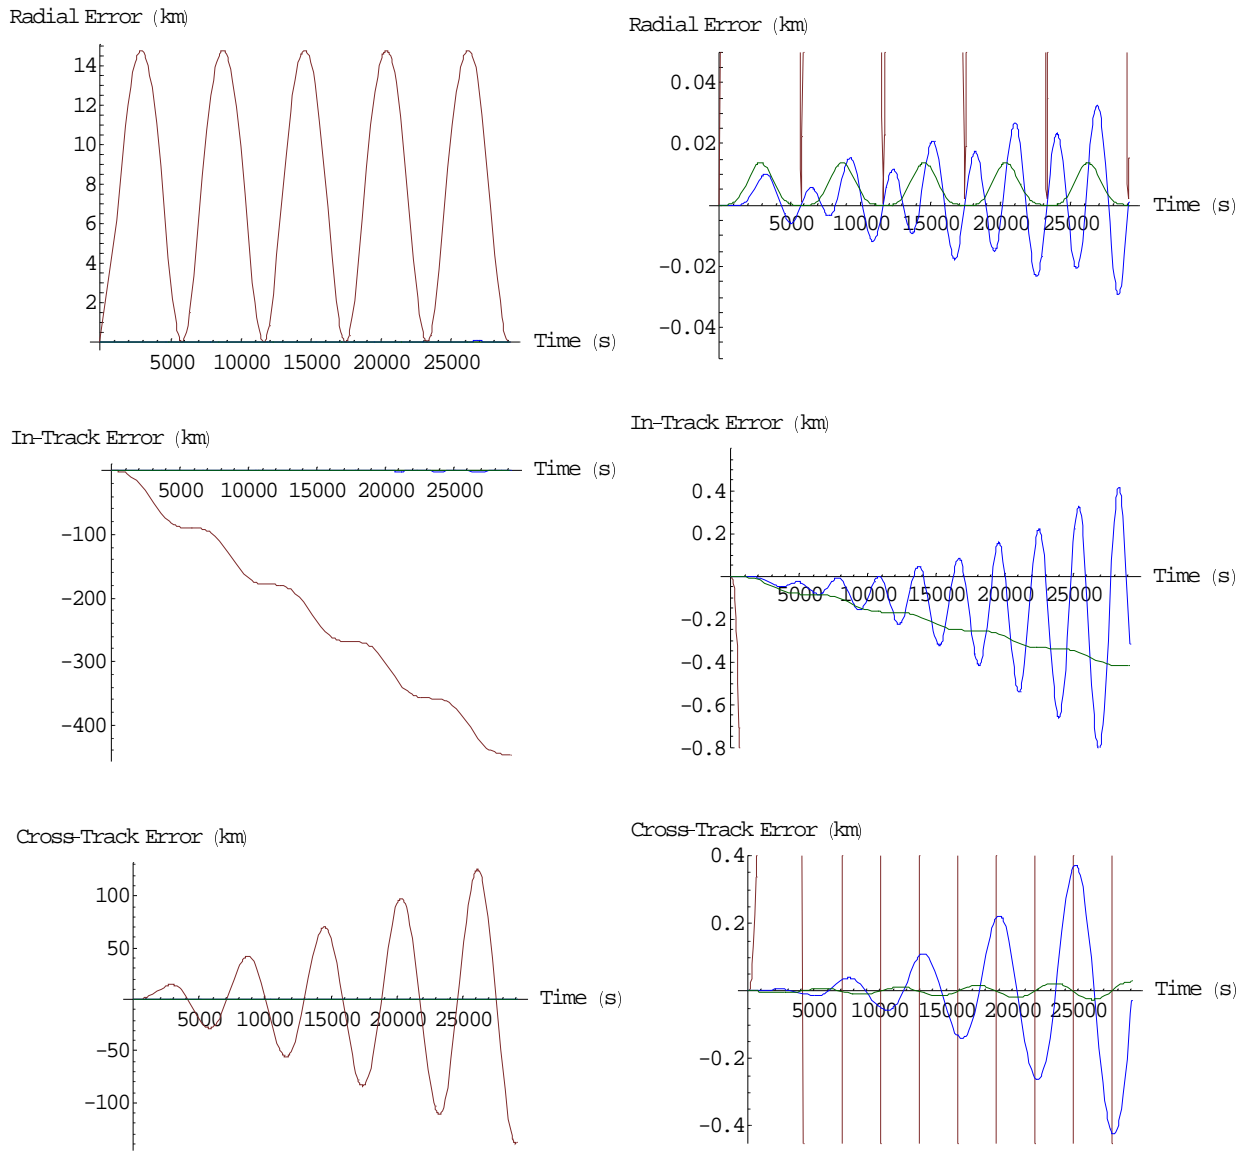 Radial Error (km)
14
12
10
8
6
4
2
5000 10000 15000 20000 25000
Time (s)
Radial Error (km)
0.04
0.02
-0.02
-0.04
5000 10000 15000 20000 25000
Time (s)
In-Track Error (km)
Time (s)
5000 10000 15000 20000 25000
-100
-200
-300
-400
In-Track Error (km)
0.4
0.2
-0.2
-0.4
-0.6
-0.8
5000 10000 15000 20000 25000
Time (s)
Cross-Track Error (km)
100
50
-50
-100
5000 10000 15000 20000 25000
Time (s)
Cross-Track Error (km)
0.4
0.2
-0.2
-0.4
5000 10000 15000 20000 25000
Time (s)